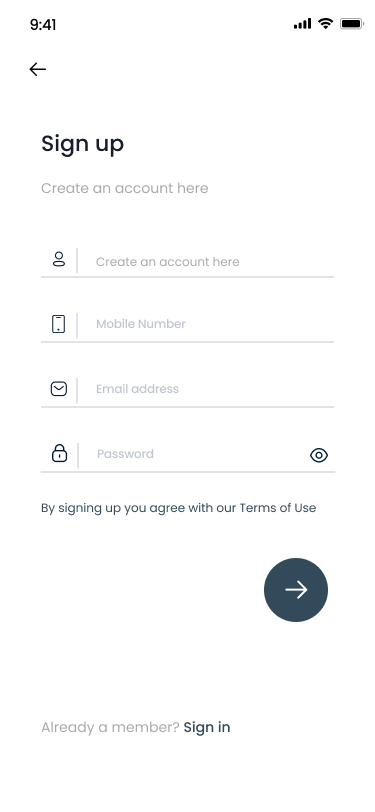 9:41
Sign up
Create an account here
Create an account here
Mobile Number
Email address
Password
By signing up you agree with our Terms of Use
Already a member? Sign in